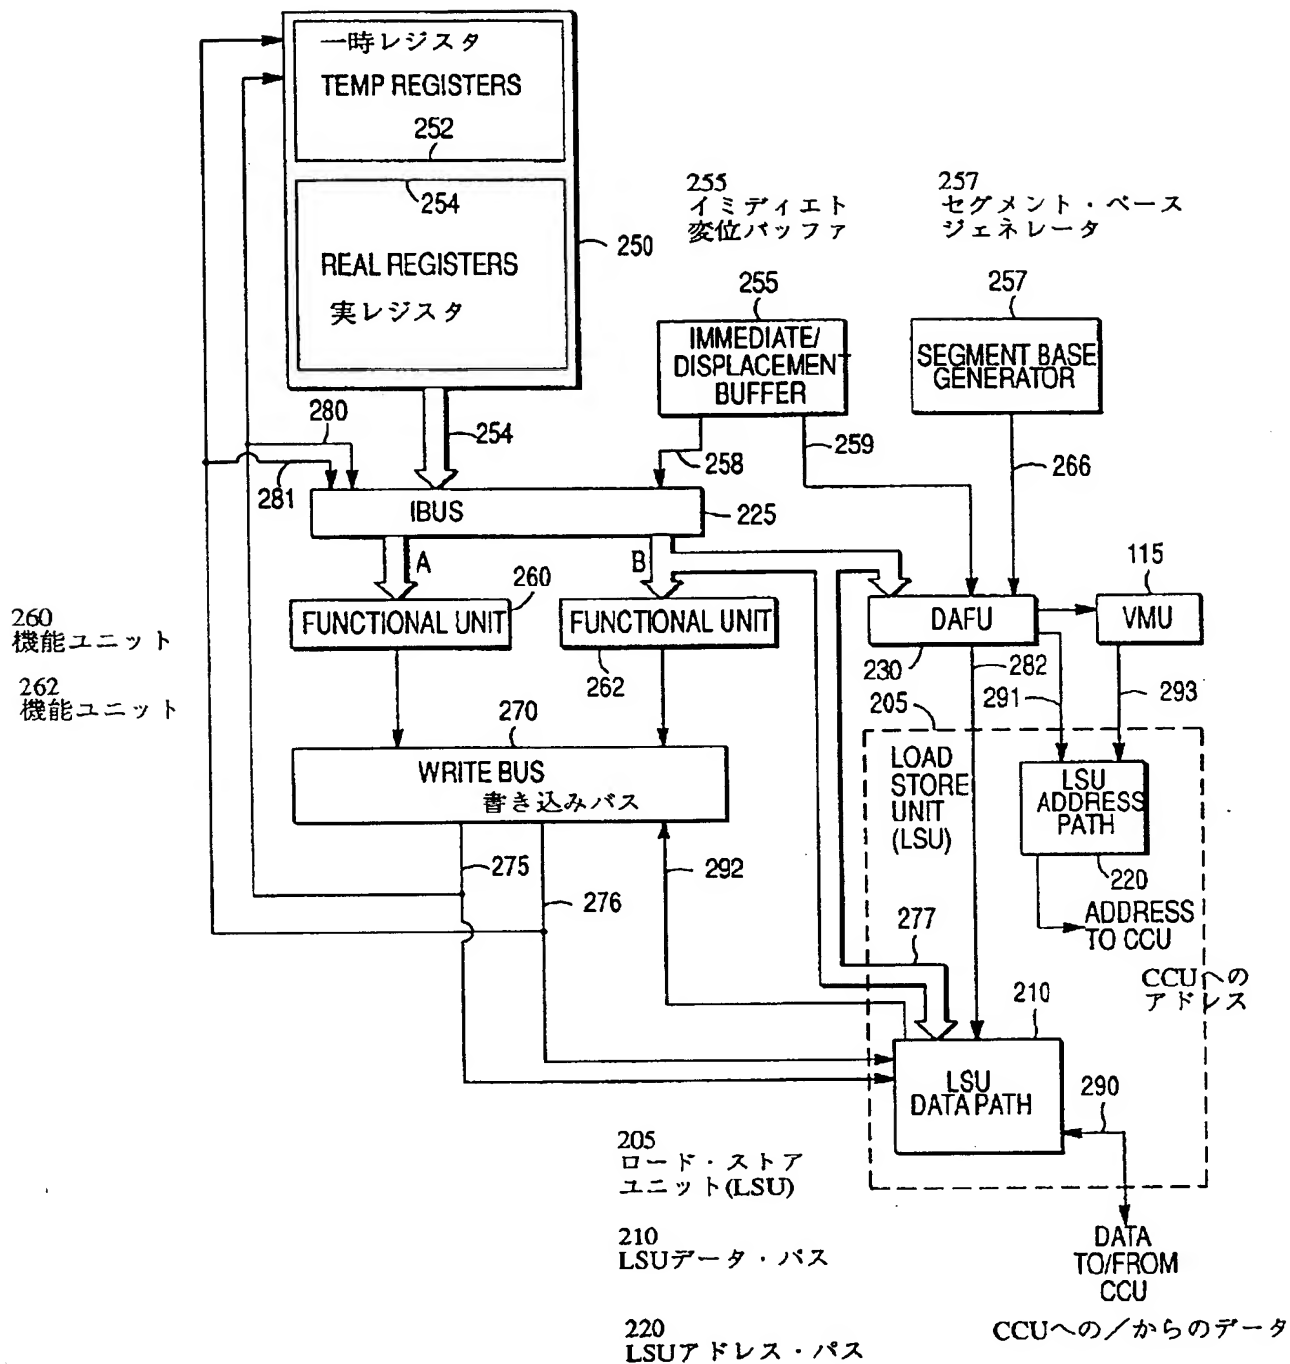 一時レジスタ
TEMP REGISTERS
252
254
REAL REGISTERS
実レジスタ
250
255
イミディエト
変位バッファ
257
セグメント・ベース
ジェネレータ
255
IMMEDIATE/
DISPLACEMENT
BUFFER
257
SEGMENT BASE
GENERATOR
280
281
254
258
259
266
IBUS
225
A
B
115
260
FUNCTIONAL UNIT
FUNCTIONAL UNIT
262
DAFU
VMU
230
282
291
293
205
260
機能ユニット
262
機能ユニット
270
WRITE BUS
書き込みバス
LOAD
STORE
UNIT
(LSU)
LSU
ADDRESS
PATH
220
ADDRESS
TO CCU
275
276
292
277
CCUへの
アドレス
210
LSU
DATA PATH
290
205
ロード・ストア
ユニット(LSU)
210
LSUデータ・パス
220
LSUアドレス・パス
DATA
TO/FROM
CCU
CCUへの／からのデータ